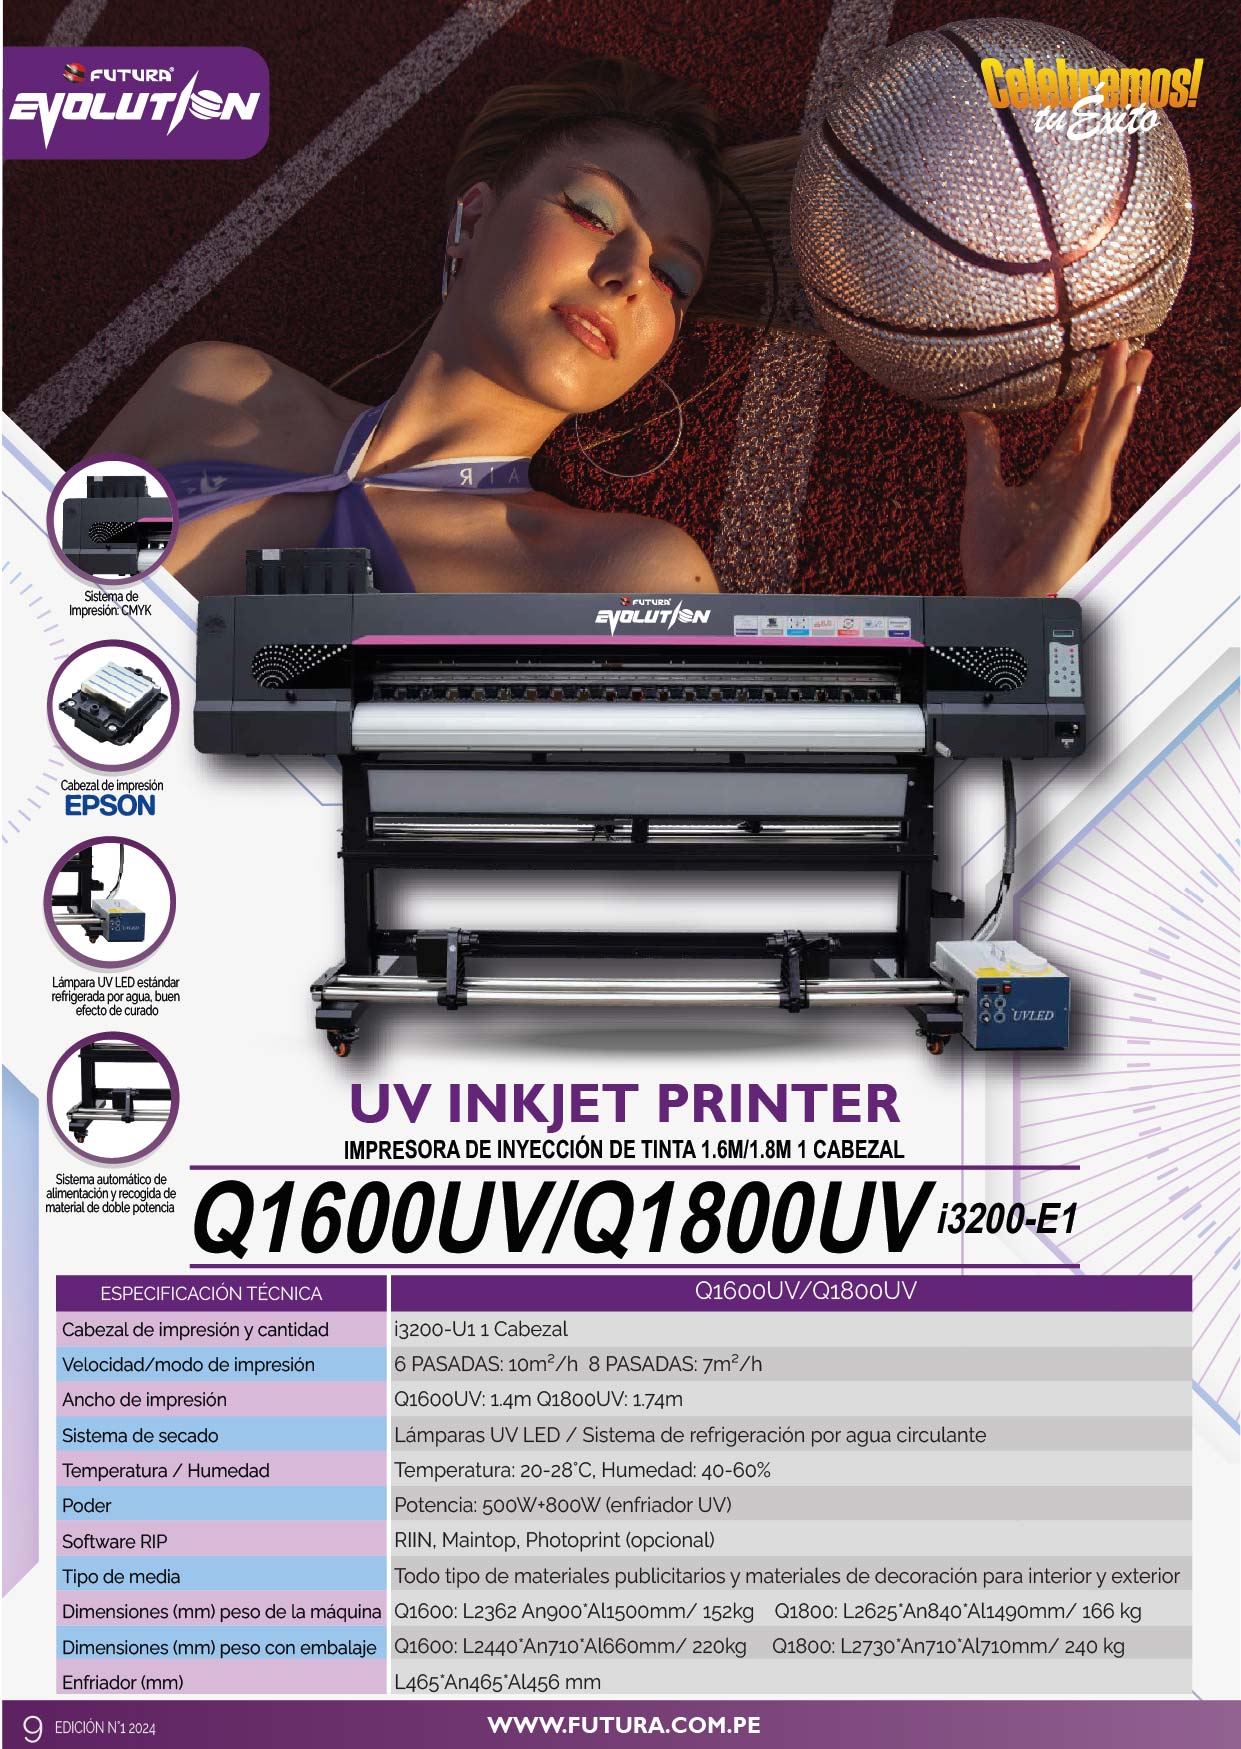 FUTURA®
EVOLUTION
Celebremos!
tu Éxito
RIA
Sistema de
Impresión: CMYK
Cabezal de impresión
EPSON
UVLED
Lámpara UV LED estándar
refrigerada por agua, buen
efecto de curado
Sistema automático de
alimentación y recogida de
material de doble potencia
FUTURA
EVOLUTION
UVLED
UV INKJET PRINTER
IMPRESORA DE INYECCIÓN DE TINTA 1.6M/1.8M 1 CABEZAL
Q1600UV/Q1800UV i3200-E1
ESPECIFICACIÓN TÉCNICA Q1600UV/Q1800UV
Cabezal de impresión y cantidad i3200-U1 1 Cabezal
Velocidad/modo de impresión 6 PASADAS: 10m²/h 8 PASADAS: 7m²/h
Ancho de impresión Q1600UV: 1.4m Q1800UV: 1.74m
Sistema de secado Lámparas UV LED / Sistema de refrigeración por agua circulante
Temperatura / Humedad Temperatura: 20-28°C, Humedad: 40-60%
Poder Potencia: 500W+800W (enfriador UV)
Software RIP RIIN, Maintop, Photoprint (opcional)
Tipo de media Todo tipo de materiales publicitarios y materiales de decoración para interior y exterior
Dimensiones (mm) peso de la máquina Q1600: L2362 An900*Al1500mm/ 152kg Q1800: L2625*An840*Al1490mm/ 166 kg
Dimensiones (mm) peso con embalaje Q1600: L2440*An710*Al660mm/ 220kg Q1800: L2730*An710*Al710mm/ 240 kg
Enfriador (mm) L465*An465*Al456 mm
9 EDICIÓN N°1 2024 WWW.FUTURA.COM.PE